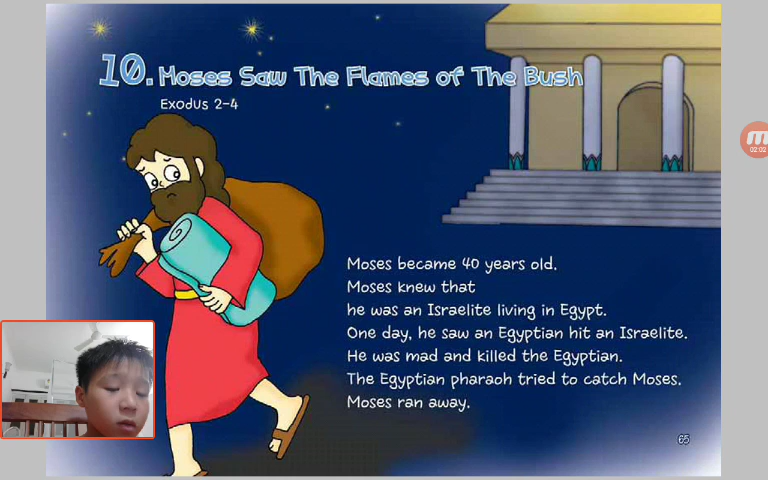 10. Moses Saw The Flames of The Bush
Exodus 2-4
Moses became 40 years old.
Moses knew that
he was an Israelite living in Egypt.
One day, he saw an Egyptian hit an Israelite.
He was mad and killed the Egyptian.
The Egyptian pharaoh tried to catch Moses.
Moses ran away.
65
02:02